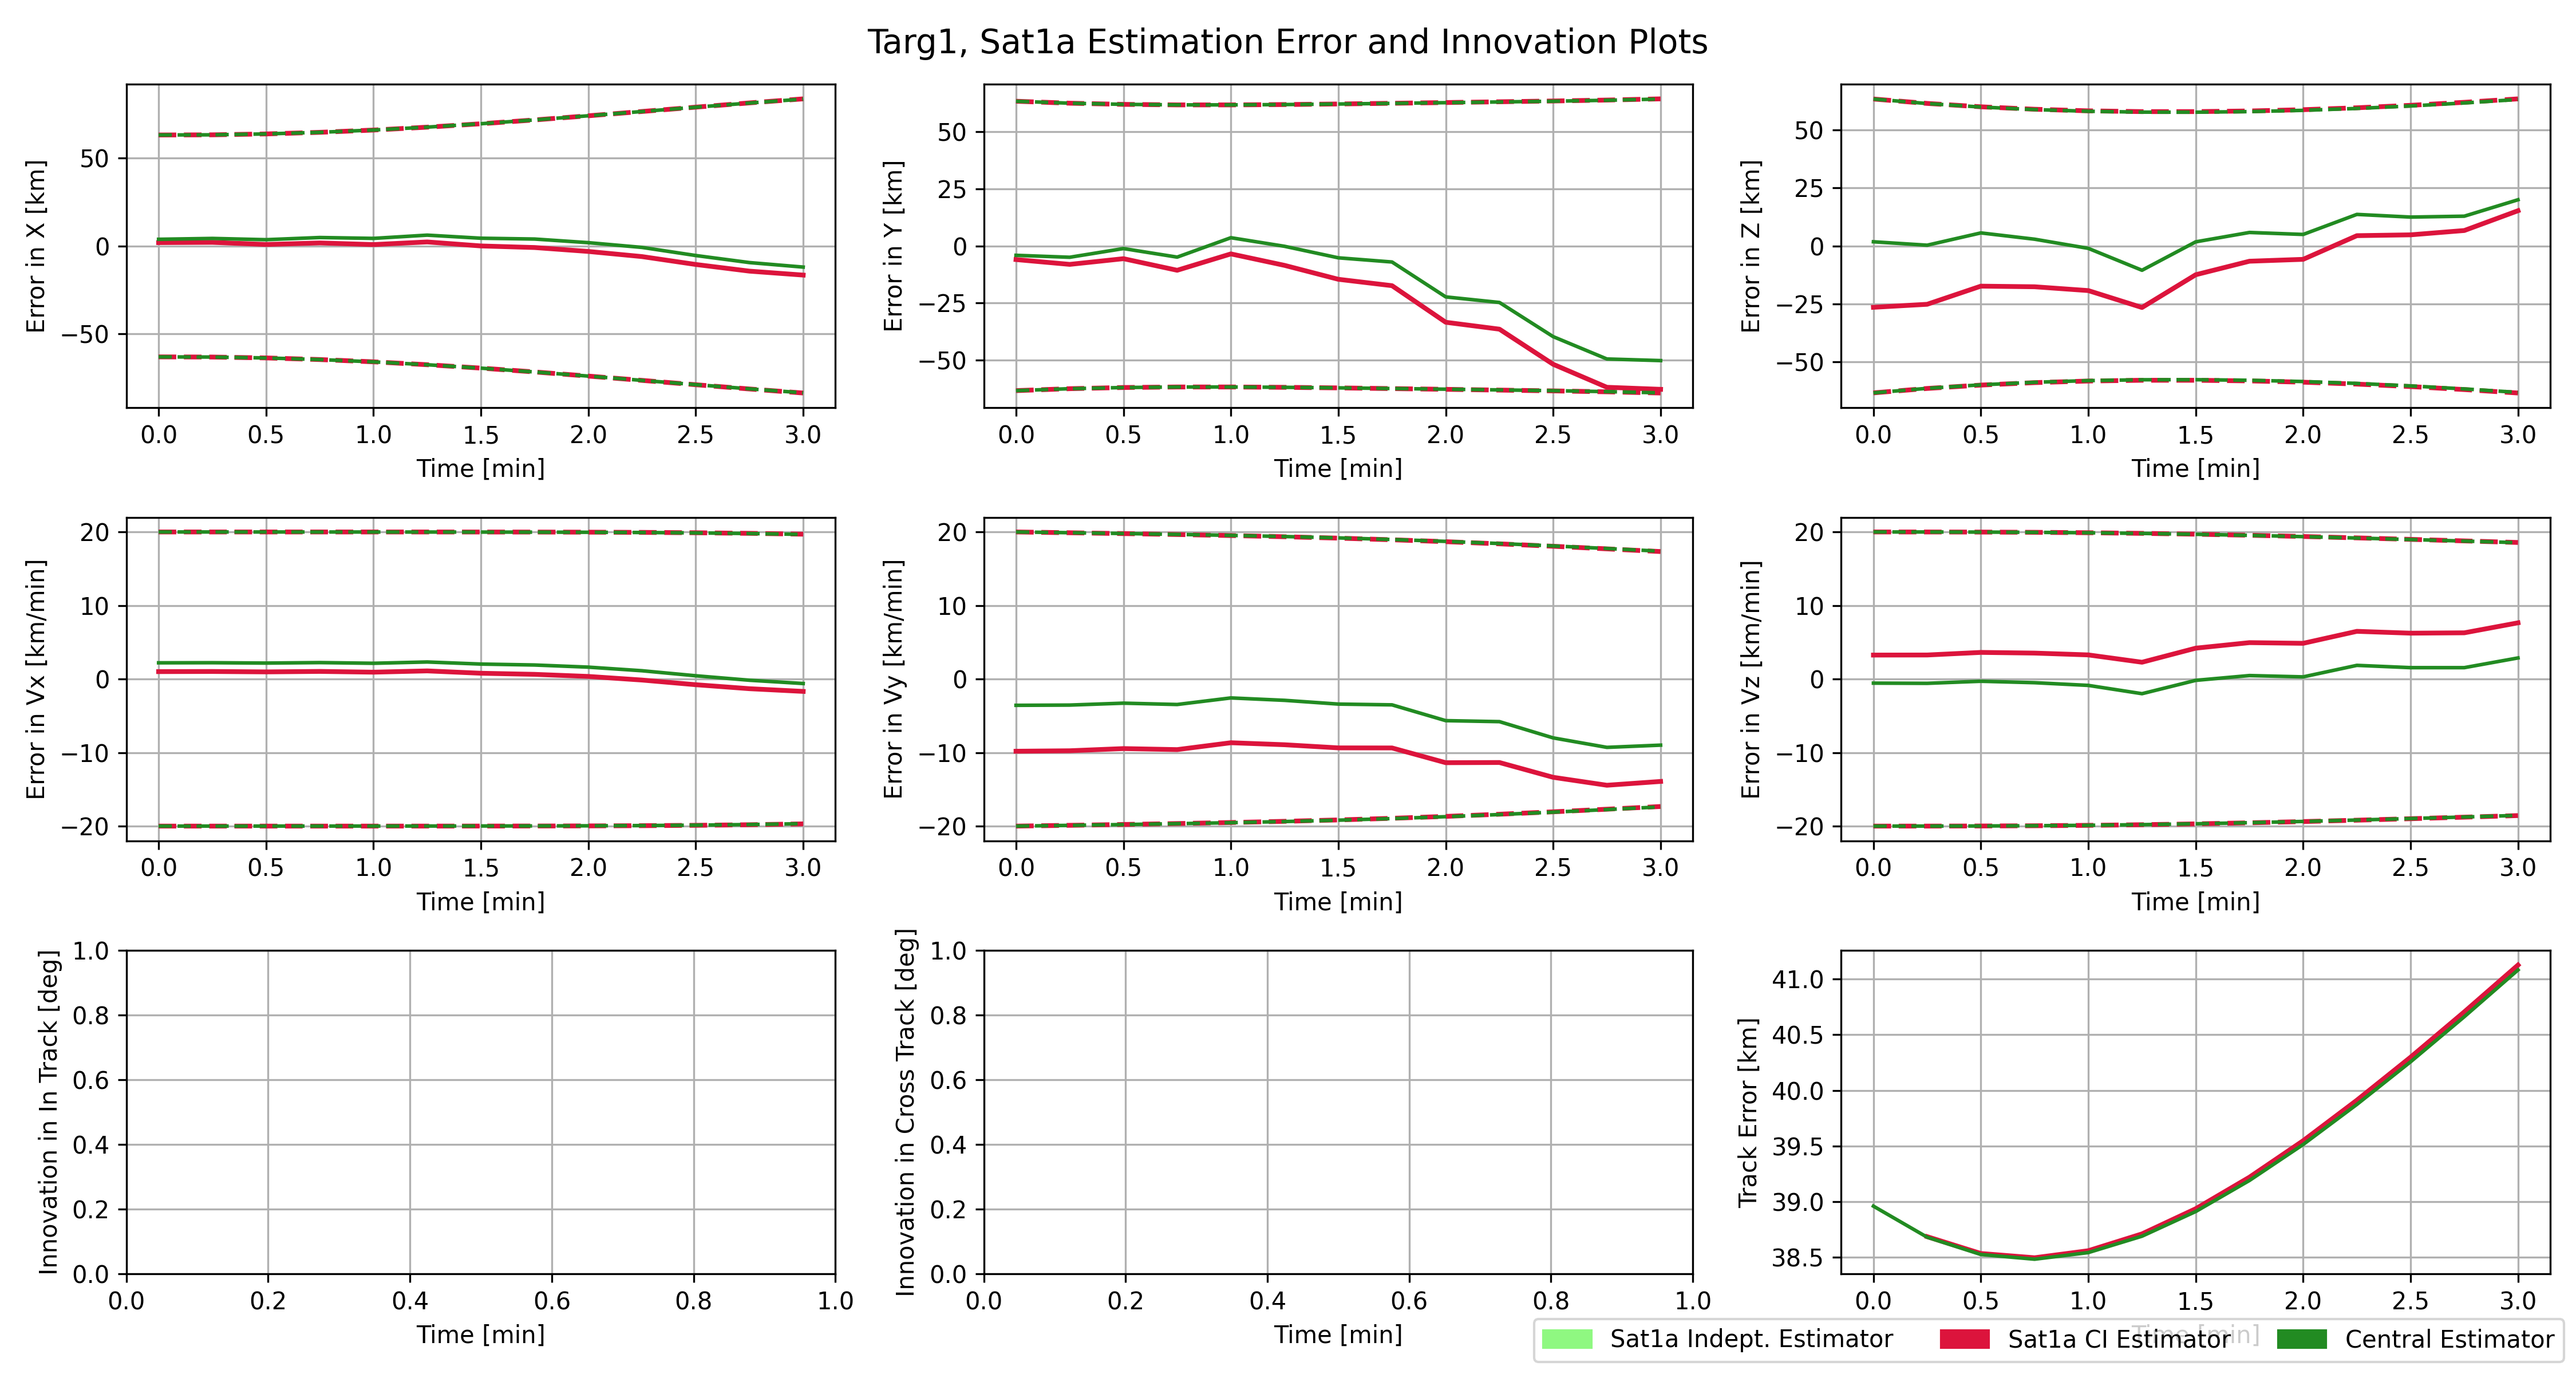 Targ1, Sat1a Estimation Error and Innovation Plots
Error in X [km]
50
0
−50
0.0 0.5 1.0 1.5 2.0 2.5 3.0
Time [min]
Error in Y [km]
50
25
0
−25
−50
0.0 0.5 1.0 1.5 2.0 2.5 3.0
Time [min]
Error in Z [km]
50
25
0
−25
−50
0.0 0.5 1.0 1.5 2.0 2.5 3.0
Time [min]
Error in Vx [km/min]
20
10
0
−10
−20
0.0 0.5 1.0 1.5 2.0 2.5 3.0
Time [min]
Error in Vy [km/min]
20
10
0
−10
−20
0.0 0.5 1.0 1.5 2.0 2.5 3.0
Time [min]
Error in Vz [km/min]
20
10
0
−10
−20
0.0 0.5 1.0 1.5 2.0 2.5 3.0
Time [min]
Innovation in In Track [deg]
1.0
0.8
0.6
0.4
0.2
0.0
0.0 0.2 0.4 0.6 0.8 1.0
Time [min]
Innovation in Cross Track [deg]
1.0
0.8
0.6
0.4
0.2
0.0
0.0 0.2 0.4 0.6 0.8 1.0
Time [min]
Track Error [km]
41.0
40.5
40.0
39.5
39.0
38.5
0.0 0.5 1.0 1.5 2.0 2.5 3.0
Time [min]
Sat1a Indept. Estimator Sat1a CI Estimator Central Estimator